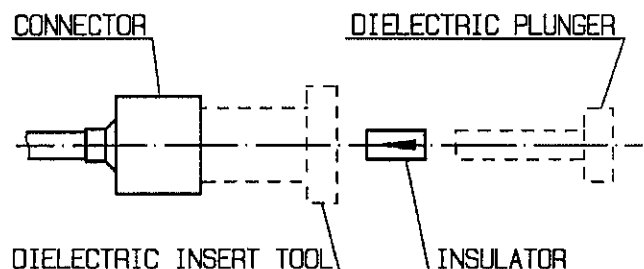 CONNECTOR
DIELECTRIC PLUNGER
DIELECTRIC INSERT TOOL
INSULATOR